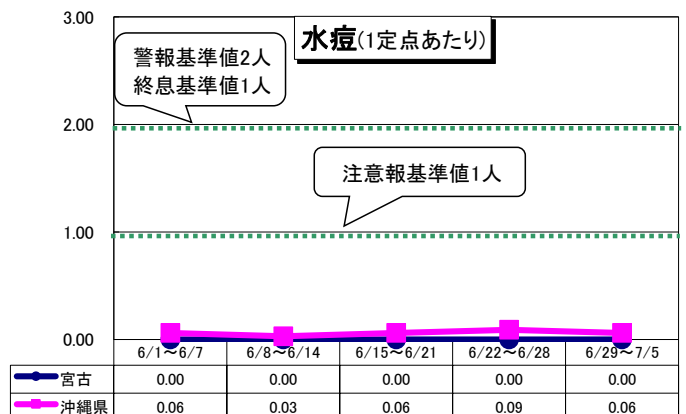 3.00
水痘(1定点あたり)
警報基準値2人
終息基準値1人
2.00
注意報基準値1人
1.00
0.00
6/1～6/7 6/8～6/14 6/15～6/21 6/22～6/28 6/29～7/5
宮古 0.00 0.00 0.00 0.00 0.00
沖縄県 0.06 0.03 0.06 0.09 0.06